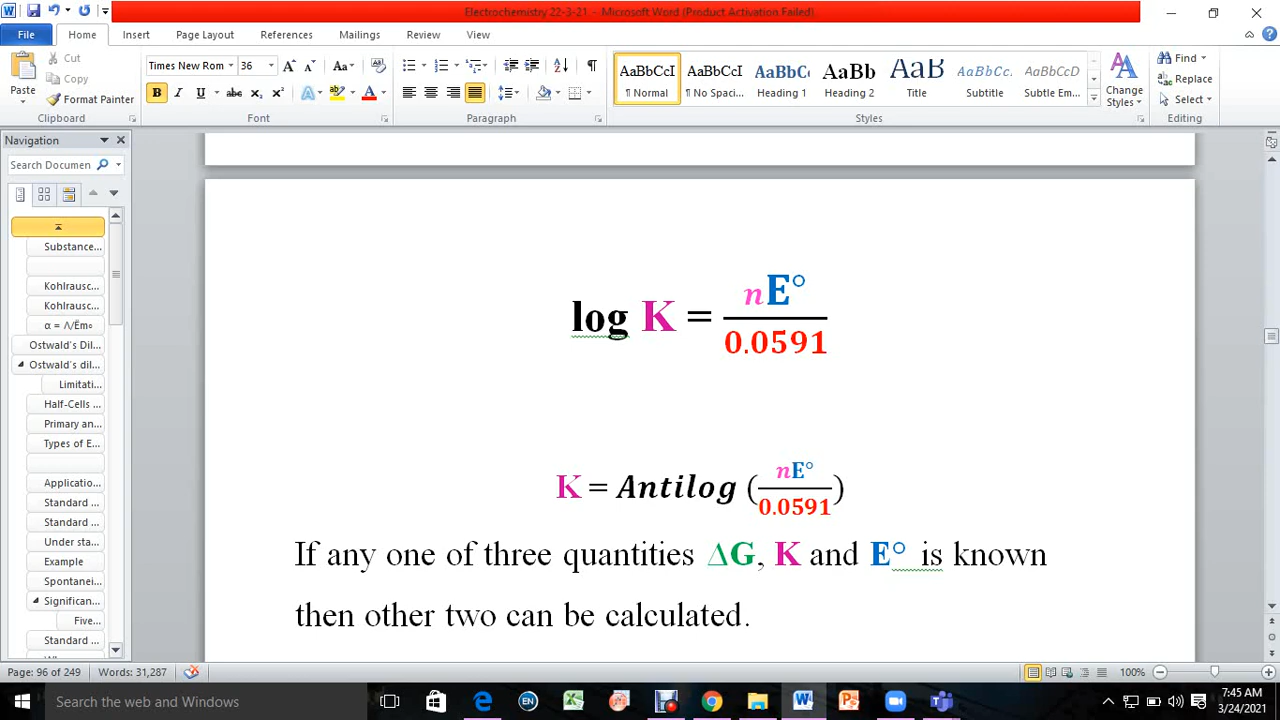 Electrochemistry 22-3-21 - Microsoft Word (Product Activation Failed)
File Home Insert Page Layout References Mailings Review View
Paste
Cut
Copy
Format Painter
Clipboard
Times New Rom 36
Font
Paragraph
AaBbCcI AaBbCcI AaBbC AaBb AaB AaBbCcL AaBbCcD
¶ Normal ¶ No Spaci... Heading 1 Heading 2 Title Subtitle Subtle Em...
Change Styles
Styles
Find
Replace
Select
Editing
Navigation
Search Documen
Substance...
Kohlrausc...
Kohlrausc...
α = Λ/Ëm∞
Ostwald's Dil...
Ostwald's dil...
Limitati...
Half-Cells ...
Primary an...
Types of E...
Applicatio...
Standard ...
Standard ...
Under sta...
Example
Spontanei...
Significan...
Five...
Standard ...
log K = nE° / 0.0591
K = Antilog (nE° / 0.0591)
If any one of three quantities ΔG, K and E° is known
then other two can be calculated.
Page: 96 of 249 Words: 31,287 100%
Search the web and Windows
7:45 AM
3/24/2021